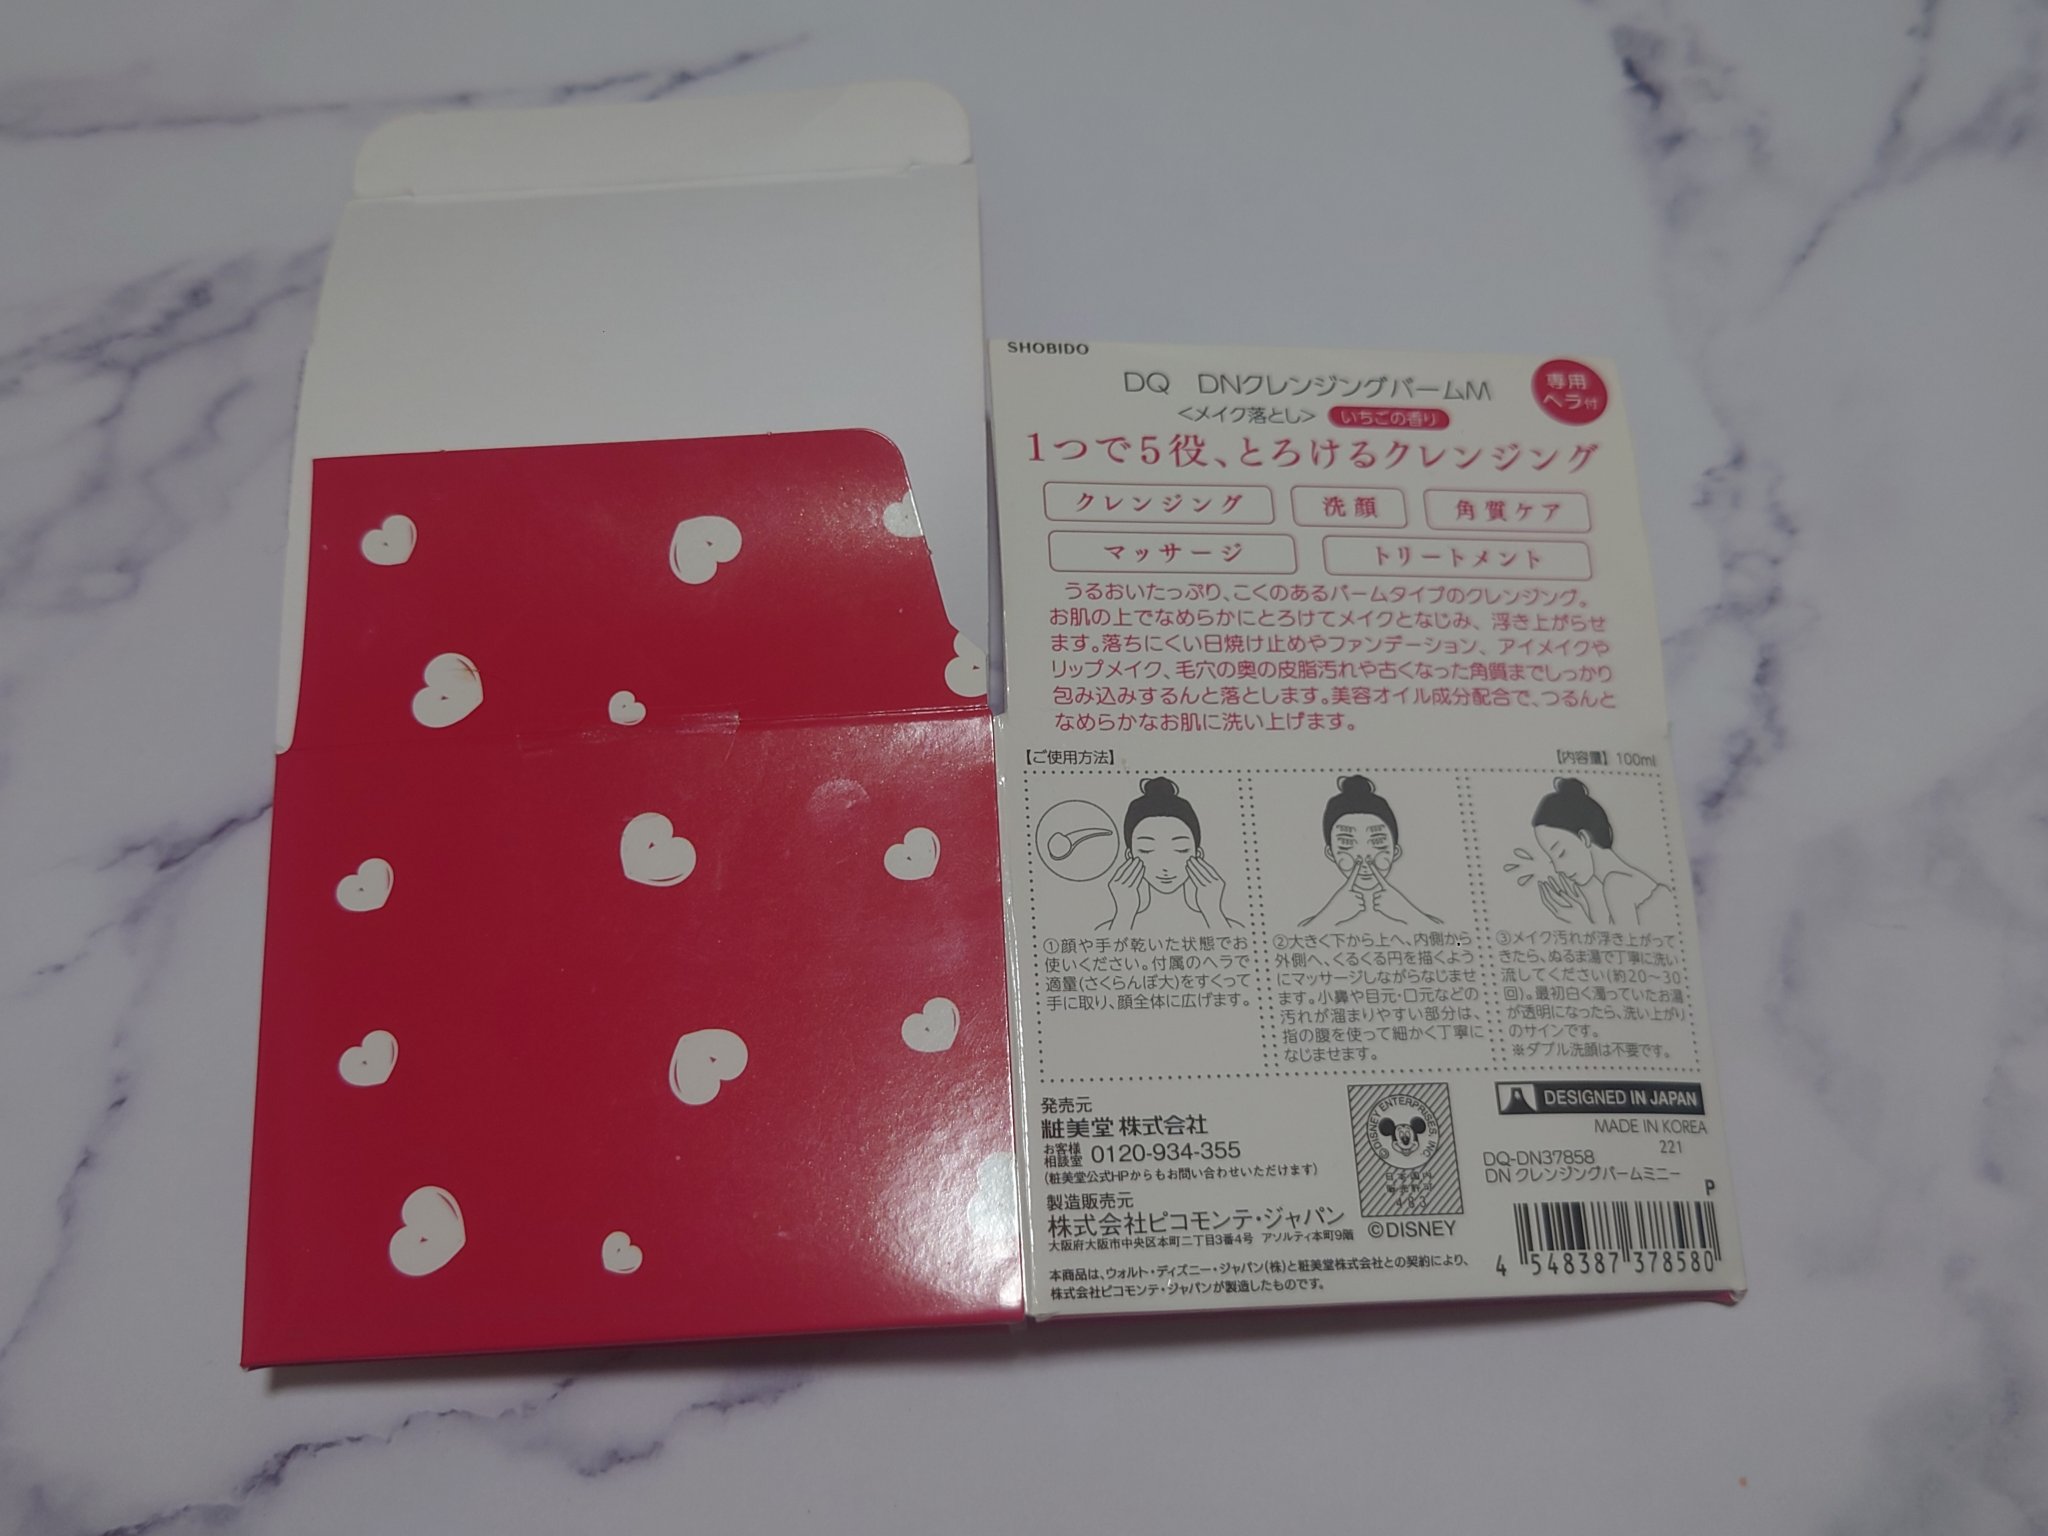 SHOBIDO
DQ DNクレンジングバームM
<メイク落とし> いちごの香り
専用
ヘラ付
1つで5役、とろけるクレンジング
クレンジング 洗顔 角質ケア
マッサージ トリートメント
うるおいたっぷり、こくのあるバームタイプのクレンジング。
お肌の上でなめらかにとろけてメイクとなじみ、浮き上がらせ
ます。落ちにくい日焼け止めやファンデーション、アイメイクや
リップメイク、毛穴の奥の皮脂汚れや古くなった角質までしっかり
包み込みするんと落とします。美容オイル成分配合で、つるんと
なめらかなお肌に洗い上げます。
【ご使用方法】 【内容量】100ml
①顔や手が乾いた状態でお
使いください。付属のヘラで
適量(さくらんぼ大)をすくって
手に取り、顔全体に広げます。
②大きく下から上へ、内側から
外側へ、くるくる円を描くよう
にマッサージしながらなじませ
ます。小鼻や目元・口元などの
汚れが溜まりやすい部分は、
指の腹を使って細かく丁寧に
なじませます。
③メイク汚れが浮き上がって
きたら、ぬるま湯で丁寧に洗い
流してください(約20〜30
回)。最初白く濁っていたお湯
が透明になったら、洗い上がり
のサインです。
※ダブル洗顔は不要です。
発売元
粧美堂 株式会社
お客様
相談室 0120-934-355
(粧美堂公式HPからもお問い合わせいただけます)
製造販売元
株式会社ピコモンテ・ジャパン
大阪府大阪市中央区本町二丁目3番4号 アソルティ本町9階
本商品は、ウォルト・ディズニー・ジャパン(株)と粧美堂株式会社との契約により、
株式会社ピコモンテ・ジャパンが製造したものです。
©DISNEY ENTERPRISES, INC.
日本国内
販売許可
483
©DISNEY
DESIGNED IN JAPAN
MADE IN KOREA
221
DQ-DN37858
DN クレンジングバームミニー
P
4 548387 378580